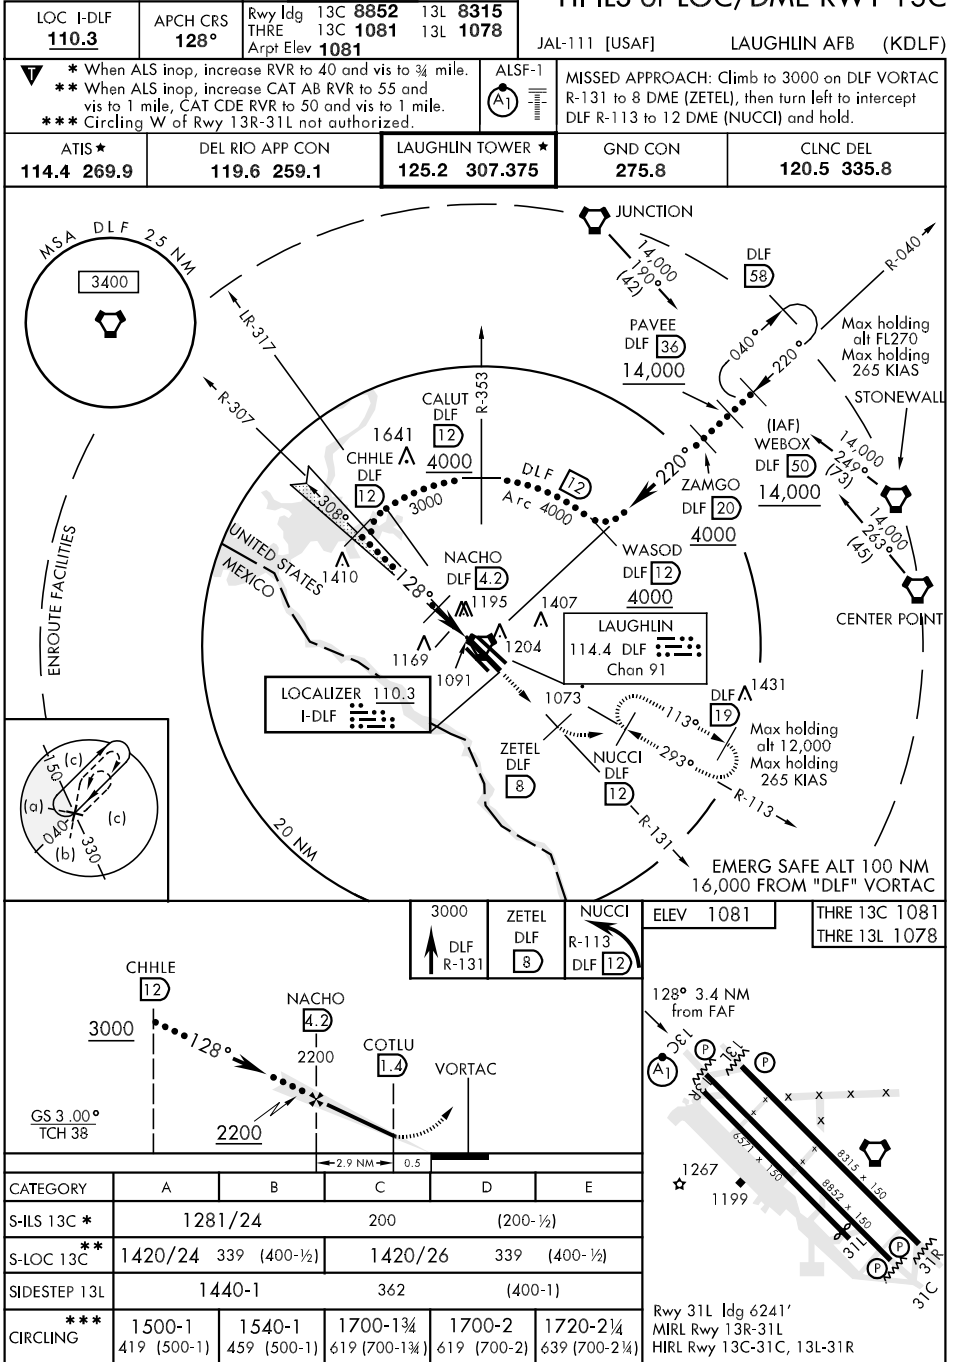 HI-ILS or LOC/DME RWY 13C
LOC I-DLF
110.3
APCH CRS
128°
Rwy ldg 13C 8852 13L 8315
THRE 13C 1081 13L 1078
Arpt Elev 1081
JAL-111 [USAF]
LAUGHLIN AFB (KDLF)
T
* When ALS inop, increase RVR to 40 and vis to ¾ mile.
** When ALS inop, increase CAT AB RVR to 55 and
vis to 1 mile, CAT CDE RVR to 50 and vis to 1 mile.
*** Circling W of Rwy 13R-31L not authorized.
ALSF-1
A1
MISSED APPROACH: Climb to 3000 on DLF VORTAC
R-131 to 8 DME (ZETEL), then turn left to intercept
DLF R-113 to 12 DME (NUCCI) and hold.
ATIS ★
114.4 269.9
DEL RIO APP CON
119.6 259.1
LAUGHLIN TOWER ★
125.2 307.375
GND CON
275.8
CLNC DEL
120.5 335.8
MSA DLF 25 NM
3400
JUNCTION
14,000
190°
(42)
DLF
58
R-040
LR-317
R-307
R-353
PAVEE
DLF 36
14,000
040°
220°
Max holding
alt FL270
Max holding
265 KIAS
STONEWALL
(IAF)
WEBOX
DLF 50
14,000
14,000
242°
(73)
14,000
263°
(45)
CENTER POINT
CALUT
DLF
12
4000
1641
CHHLE
DLF
12
3000
DLF 12
Arc 4000
220°
ZAMGO
DLF 20
4000
WASOD
DLF 12
4000
308°
128°
UNITED STATES
MEXICO
1410
NACHO
DLF 4.2
1195
1407
1204
1169
1091
LAUGHLIN
114.4 DLF
Chan 91
LOCALIZER 110.3
I-DLF
1073
ENROUTE FACILITIES
DLF
19
1431
113°
293°
Max holding
alt 12,000
Max holding
265 KIAS
ZETEL
DLF
8
NUCCI
DLF
12
R-113
R-131
20 NM
150
040
330
(a)
(b)
(c)
(c)
EMERG SAFE ALT 100 NM
16,000 FROM "DLF" VORTAC
3000
DLF
R-131
ZETEL
DLF
8
NUCCI
R-113
DLF 12
ELEV 1081
THRE 13C 1081
THRE 13L 1078
CHHLE
12
3000
128°
NACHO
4.2
2200
COTLU
1.4
VORTAC
GS 3.00°
TCH 38
2200
2.9 NM
0.5
128° 3.4 NM
from FAF
A1
13C
13L
13R
P
P
X X X X
X
X
X
6571 x 150
8315 x 150
8852 x 150
1267
1199
31L
P
P
31R
31C
Rwy 31L ldg 6241'
MIRL Rwy 13R-31L
HIRL Rwy 13C-31C, 13L-31R
CATEGORY A B C D E
S-ILS 13C * 1281/24 200 (200-½)
S-LOC 13C ** 1420/24 339 (400-½) 1420/26 339 (400-½)
SIDESTEP 13L 1440-1 362 (400-1)
CIRCLING *** 1500-1 1540-1 1700-1¾ 1700-2 1720-2¼
419 (500-1) 459 (500-1) 619 (700-1¾) 619 (700-2) 639 (700-2¼)